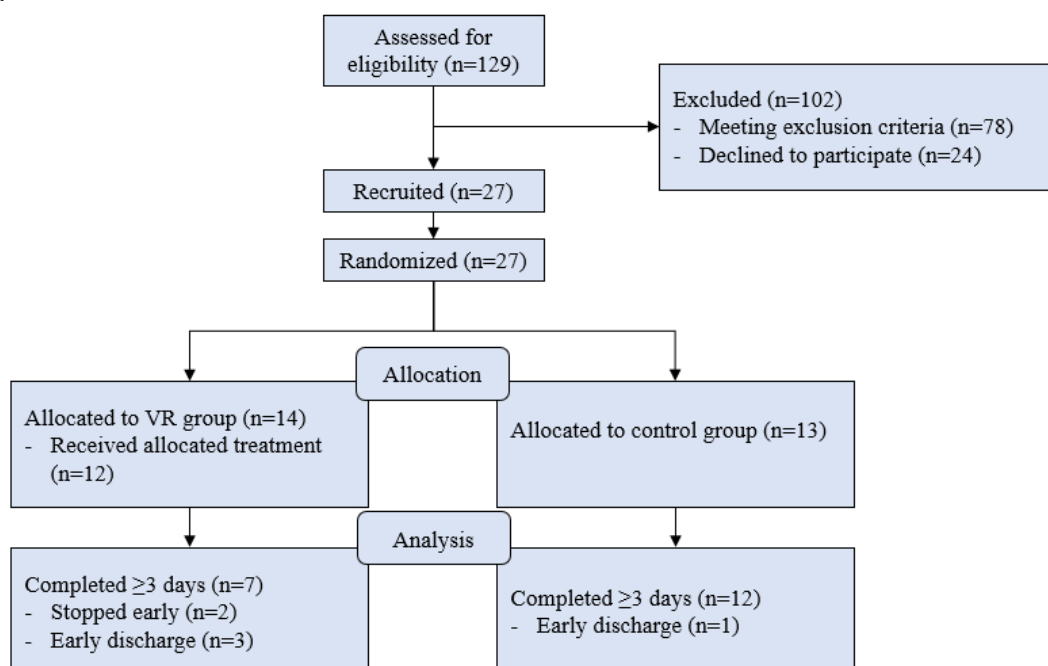 Assessed for
eligibility (n=129)
Excluded (n=102)
- Meeting exclusion criteria (n=78)
- Declined to participate (n=24)
Recruited (n=27)
Randomized (n=27)
Allocation
Allocated to VR group (n=14)
- Received allocated treatment
(n=12)
Allocated to control group (n=13)
Analysis
Completed ≥3 days (n=7)
- Stopped early (n=2)
- Early discharge (n=3)
Completed ≥3 days (n=12)
- Early discharge (n=1)